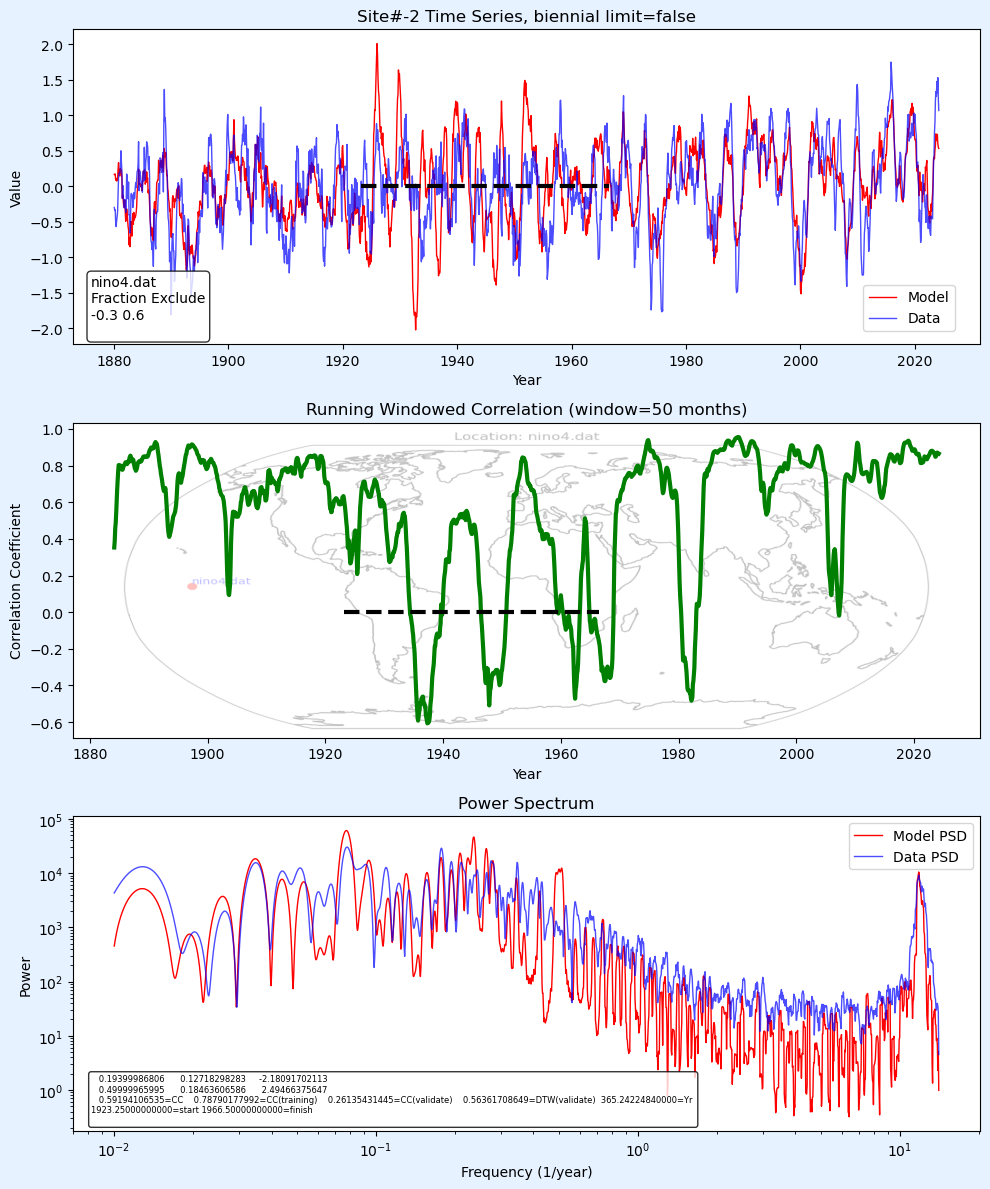 Site#-2 Time Series, biennial limit=false
2.0
1.5
1.0
0.5
0.0
−0.5
−1.0
−1.5
−2.0
Value
nino4.dat
Fraction Exclude
-0.3 0.6
Model
Data
1880 1900 1920 1940 1960 1980 2000 2020
Year
Running Windowed Correlation (window=50 months)
Location: nino4.dat
1.0
0.8
0.6
0.4
0.2
0.0
−0.2
−0.4
−0.6
Correlation Coefficient
nino4.dat
1880 1900 1920 1940 1960 1980 2000 2020
Year
Power Spectrum
10^5
10^4
10^3
10^2
10^1
10^0
Power
Model PSD
Data PSD
0.19399986806 0.12718298283 -2.18091702113
0.49999965995 0.18463606586 2.49466375647
0.59194106535=CC 0.78790177992=CC(training) 0.26135431445=CC(validate) 0.56361708649=DTW(validate) 365.24224840000=Yr
1923.25000000000=start 1966.50000000000=finish
10^−2 10^−1 10^0 10^1
Frequency (1/year)